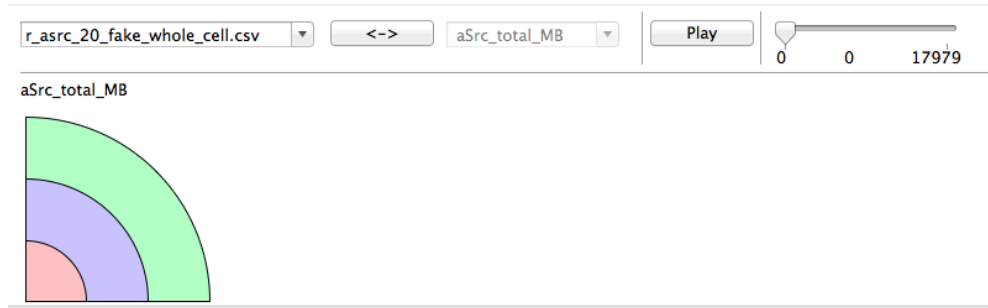 r_asrc_20_fake_whole_cell.csv <-> aSrc_total_MB Play
0 0 17979
aSrc_total_MB